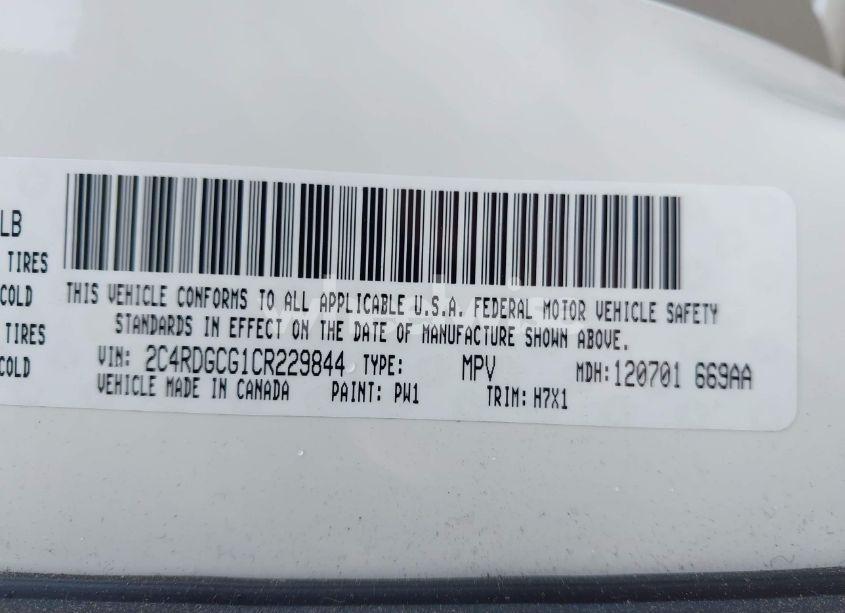 LB
TIRES
COLD
TIRES
COLD
THIS VEHICLE CONFORMS TO ALL APPLICABLE U.S.A. FEDERAL MOTOR VEHICLE SAFETY
STANDARDS IN EFFECT ON THE DATE OF MANUFACTURE SHOWN ABOVE.
VIN: 2C4RDGCG1CR229844 TYPE: MPV MDH:120701 669AA
VEHICLE MADE IN CANADA PAINT: PW1 TRIM: H7X1